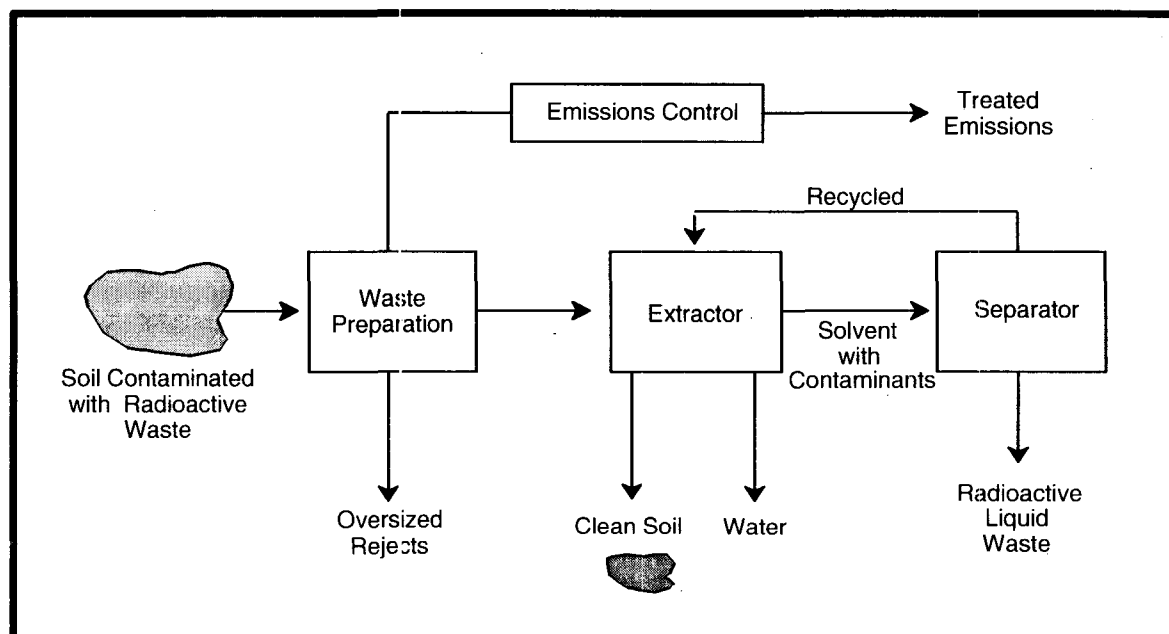 Emissions Control
Treated
Emissions
Recycled
Waste
Preparation
Extractor
Separator
Solvent
with
Contaminants
Soil Contaminated
with Radioactive
Waste
Oversized
Rejects
Clean Soil
Water
Radioactive
Liquid
Waste